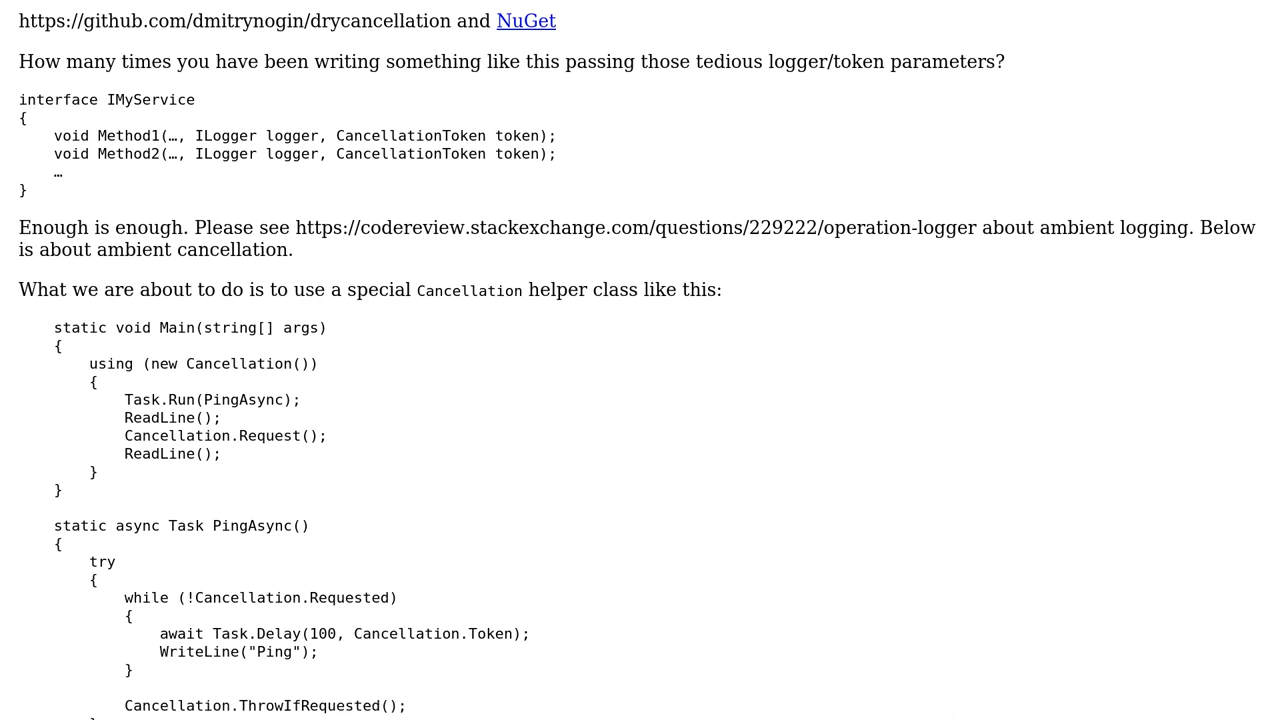 https://github.com/dmitrynogin/drycancellation and NuGet
How many times you have been writing something like this passing those tedious logger/token parameters?
interface IMyService
{
    void Method1(…, ILogger logger, CancellationToken token);
    void Method2(…, ILogger logger, CancellationToken token);
    …
}
Enough is enough. Please see https://codereview.stackexchange.com/questions/229222/operation-logger about ambient logging. Below
is about ambient cancellation.
What we are about to do is to use a special Cancellation helper class like this:
    static void Main(string[] args)
    {
        using (new Cancellation())
        {
            Task.Run(PingAsync);
            ReadLine();
            Cancellation.Request();
            ReadLine();
        }
    }
    static async Task PingAsync()
    {
        try
        {
            while (!Cancellation.Requested)
            {
                await Task.Delay(100, Cancellation.Token);
                WriteLine("Ping");
            }
            Cancellation.ThrowIfRequested();